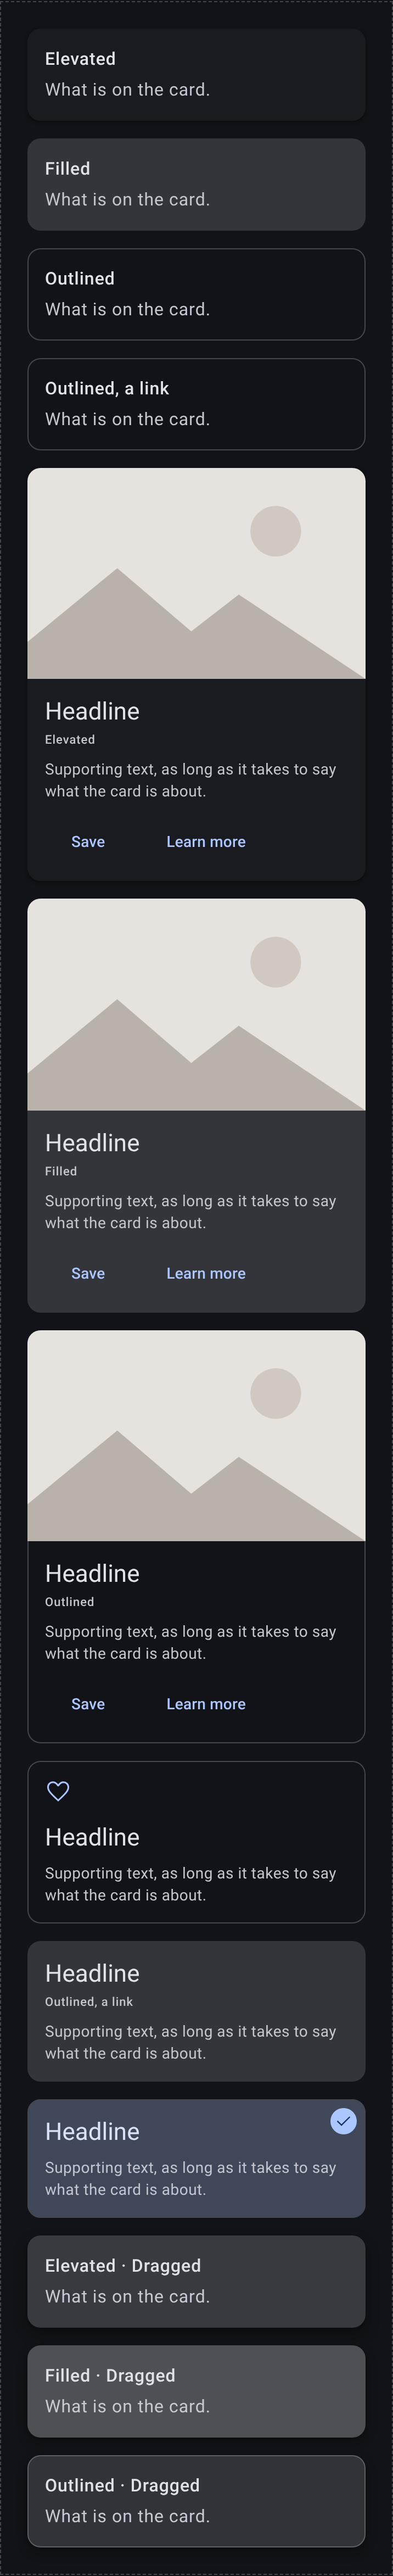 Elevated
What is on the card.
Filled
What is on the card.
Outlined
What is on the card.
Outlined, a link
What is on the card.
Headline
Elevated
Supporting text, as long as it takes to say
what the card is about.
Save Learn more
Headline
Filled
Supporting text, as long as it takes to say
what the card is about.
Save Learn more
Headline
Outlined
Supporting text, as long as it takes to say
what the card is about.
Save Learn more
Headline
Supporting text, as long as it takes to say
what the card is about.
Headline
Outlined, a link
Supporting text, as long as it takes to say
what the card is about.
Headline
Supporting text, as long as it takes to say
what the card is about.
Elevated · Dragged
What is on the card.
Filled · Dragged
What is on the card.
Outlined · Dragged
What is on the card.